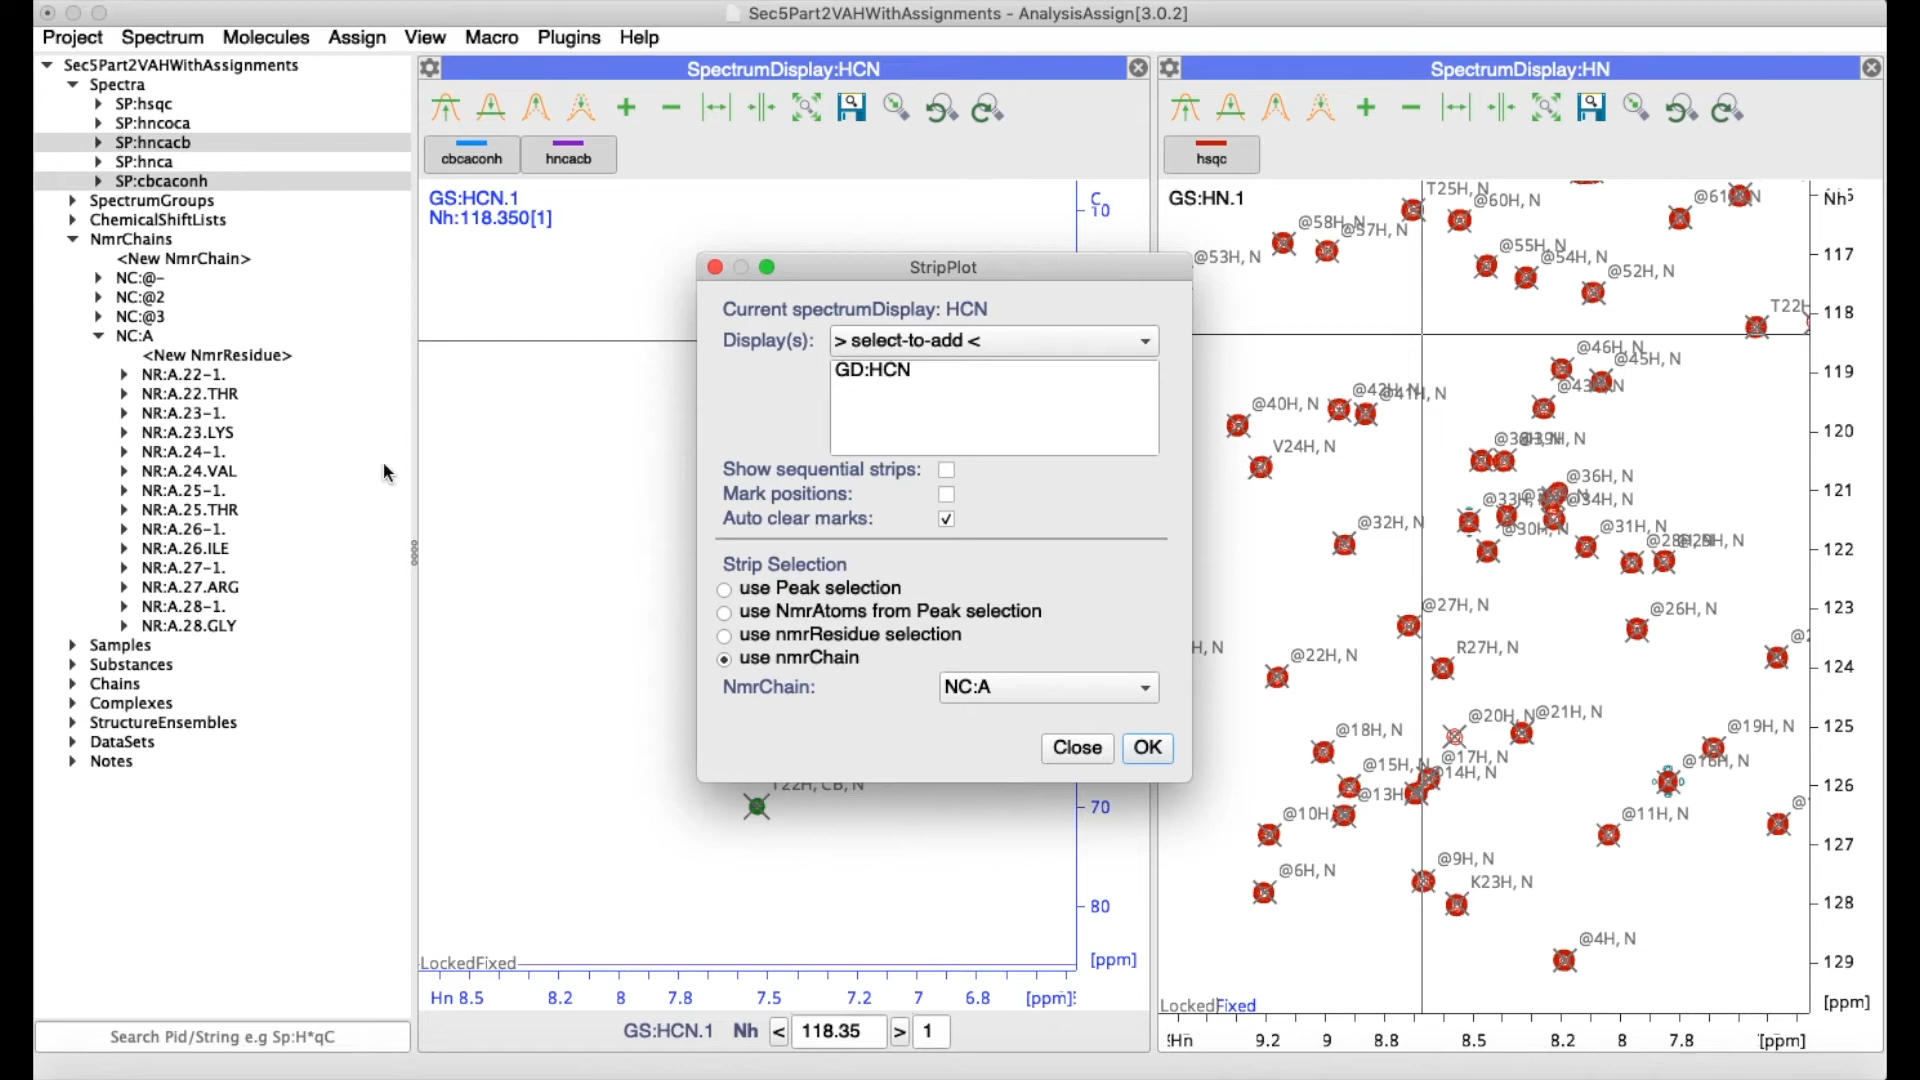 Sec5Part2VAHWithAssignments - AnalysisAssign[3.0.2]
Project Spectrum Molecules Assign View Macro Plugins Help
Sec5Part2VAHWithAssignments
Spectra
SP:hsqc
SP:hncoca
SP:hncacb
SP:hnca
SP:cbcaconh
SpectrumGroups
ChemicalShiftLists
NmrChains
<New NmrChain>
NC:@-
NC:@2
NC:@3
NC:A
<New NmrResidue>
NR:A.22-1.
NR:A.22.THR
NR:A.23-1.
NR:A.23.LYS
NR:A.24-1.
NR:A.24.VAL
NR:A.25-1.
NR:A.25.THR
NR:A.26-1.
NR:A.26.ILE
NR:A.27-1.
NR:A.27.ARG
NR:A.28-1.
NR:A.28.GLY
Samples
Substances
Chains
Complexes
StructureEnsembles
DataSets
Notes
Search Pid/String e.g Sp:H*qC
SpectrumDisplay:HCN
cbcaconh hncacb
GS:HCN.1
Nh:118.350[1]
C
10
T22H, CB, N
70
80
[ppm]
LockedFixed
Hn 8.5 8.2 8 7.8 7.5 7.2 7 6.8 [ppm]
GS:HCN.1 Nh < 118.35 > 1
StripPlot
Current spectrumDisplay: HCN
Display(s): > select-to-add <
GD:HCN
Show sequential strips:
Mark positions:
Auto clear marks:
Strip Selection
use Peak selection
use NmrAtoms from Peak selection
use nmrResidue selection
use nmrChain
NmrChain: NC:A
Close OK
SpectrumDisplay:HN
hsqc
GS:HN.1
T25H, N
@60H, N
@58H, N
@57H, N
@53H, N
@55H, N
@54H, N
@52H, N
T22H
@46H, N
@45H, N
@42H, N
@40H, N
V24H, N
@36H, N
@34H, N
@32H, N
@31H, N
@30H, N
@27H, N
@26H, N
R27H, N
H, N
@22H, N
@20H, N
@21H, N
@19H, N
@18H, N
@17H, N
@16H, N
@15H, N
@14H, N
@13H
@10H
@11H, N
@9H, N
@6H, N
K23H, N
@4H, N
Nh
117
118
119
120
121
122
123
124
125
126
127
128
129
[ppm]
Locked Fixed
Hn 9.2 9 8.8 8.5 8.2 8 7.8 [ppm]